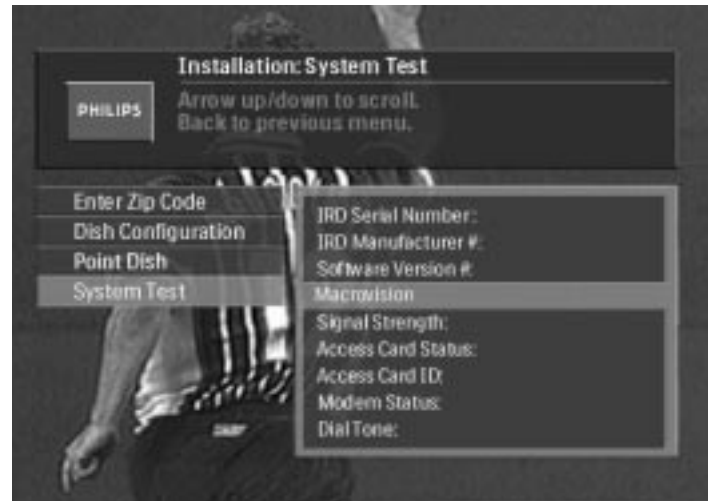 Installation: System Test
PHILIPS
Arrow up/down to scroll.
Back to previous menu.
Enter Zip Code
Dish Configuration
Point Dish
System Test
IRD Serial Number:
IRD Manufacturer #:
Software Version #:
Macrovision
Signal Strength:
Access Card Status:
Access Card ID:
Modem Status:
Dial Tone: